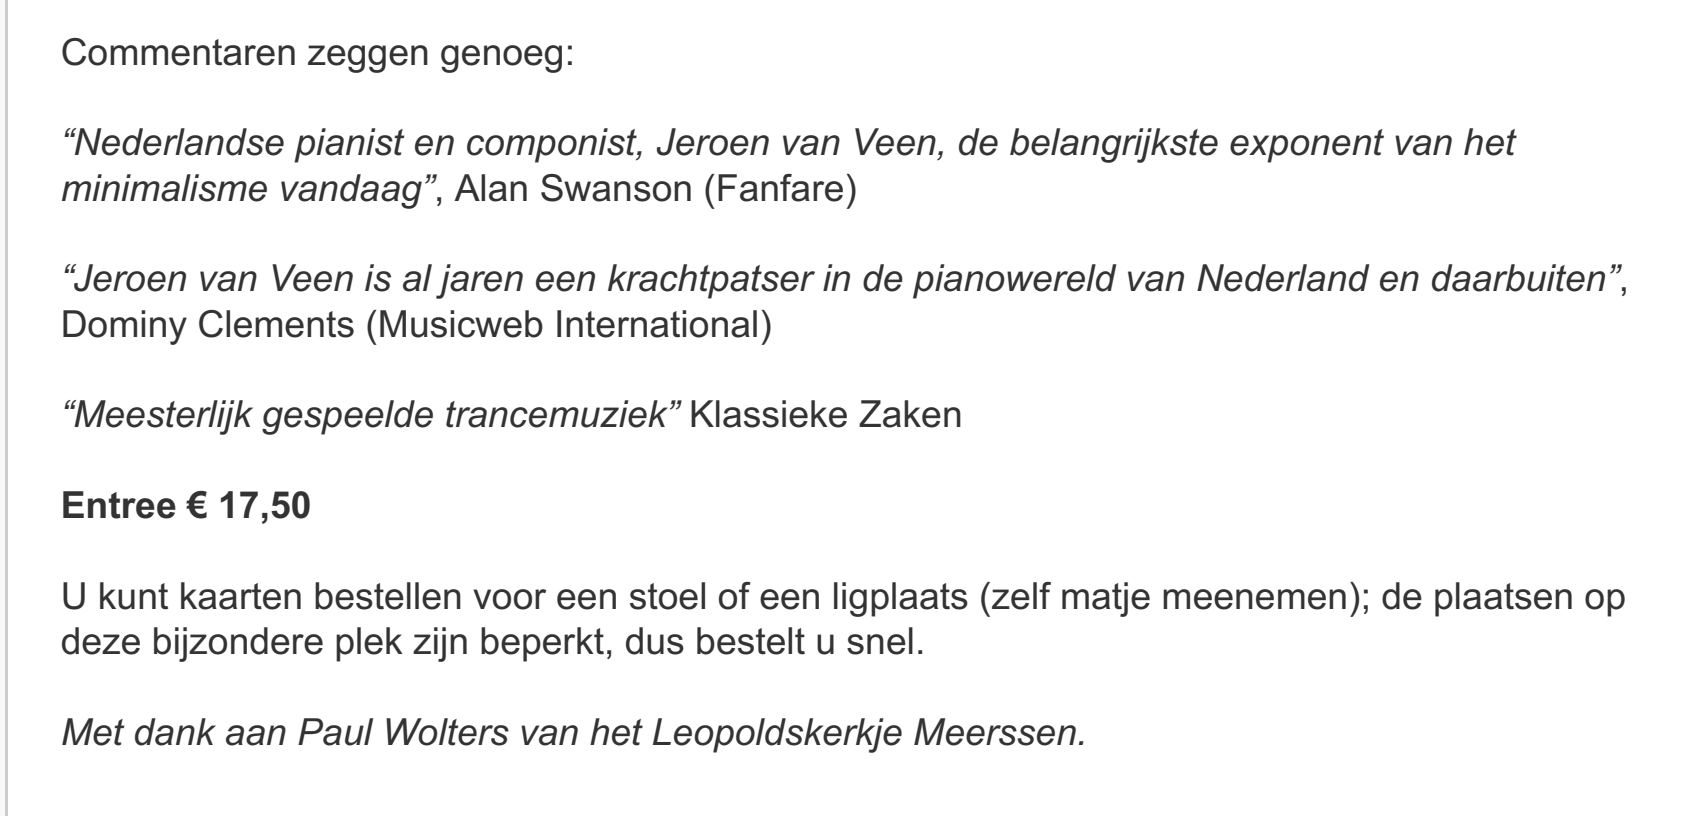 Commentaren zeggen genoeg:
“Nederlandse pianist en componist, Jeroen van Veen, de belangrijkste exponent van het
minimalisme vandaag”, Alan Swanson (Fanfare)
“Jeroen van Veen is al jaren een krachtpatser in de pianowereld van Nederland en daarbuiten”,
Dominy Clements (Musicweb International)
“Meesterlijk gespeelde trancemuziek” Klassieke Zaken
Entree € 17,50
U kunt kaarten bestellen voor een stoel of een ligplaats (zelf matje meenemen); de plaatsen op
deze bijzondere plek zijn beperkt, dus bestelt u snel.
Met dank aan Paul Wolters van het Leopoldskerkje Meerssen.